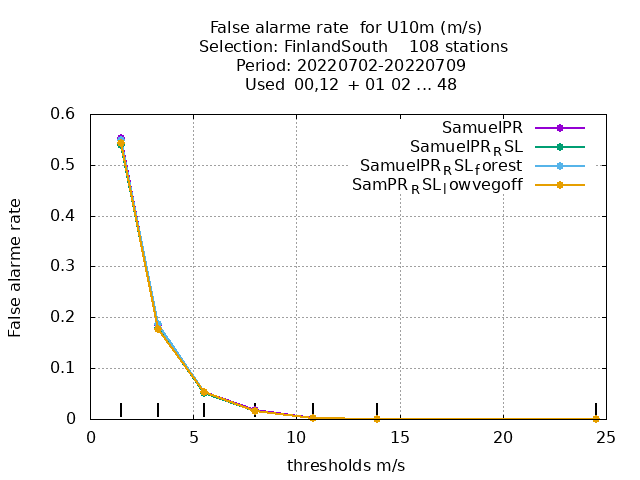 False alarme rate for U10m (m/s)
Selection: FinlandSouth 108 stations
Period: 20220702-20220709
Used 00,12 + 01 02 ... 48
SamuelPR
SamuelPR_RSL
SamuelPR_RSL_forest
SamPR_RSL_lowvegoff
False alarme rate
0.6
0.5
0.4
0.3
0.2
0.1
0
0 5 10 15 20 25
thresholds m/s